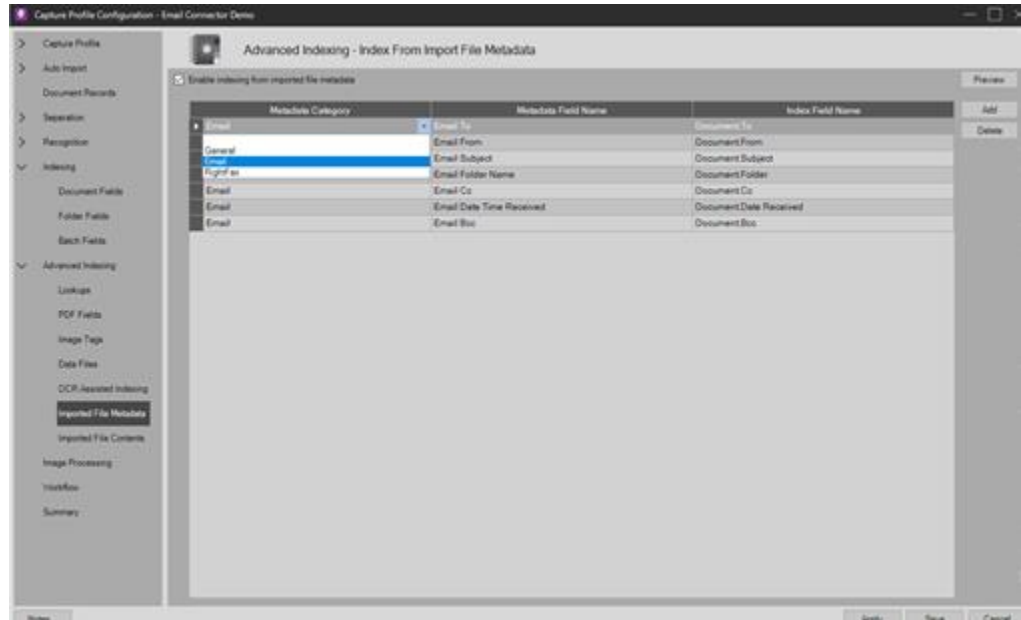 Capture Profile Configuration - Email Connector Demo
Capture Profile
Auto Import
Document Records
Separation
Recognition
Indexing
Document Fields
Folder Fields
Batch Fields
Advanced Indexing
Lookups
PDF Fields
Image Tags
Data Files
OCR-Assisted Indexing
Imported File Metadata
Imported File Contents
Image Processing
Workflow
Summary
Advanced Indexing - Index From Import File Metadata
Enable indexing from imported file metadata
Preview
Metadata Category Metadata Field Name Index Field Name
Add
Email Email To Document.To
Delete
Email From Document.From
General
Email Email Subject Document.Subject
RightFax Email Folder Name Document.Folder
Email Email Cc Document.Cc
Email Email Date Time Received Document.Date Received
Email Email Bcc Document.Bcc
Notes Apply Save Cancel